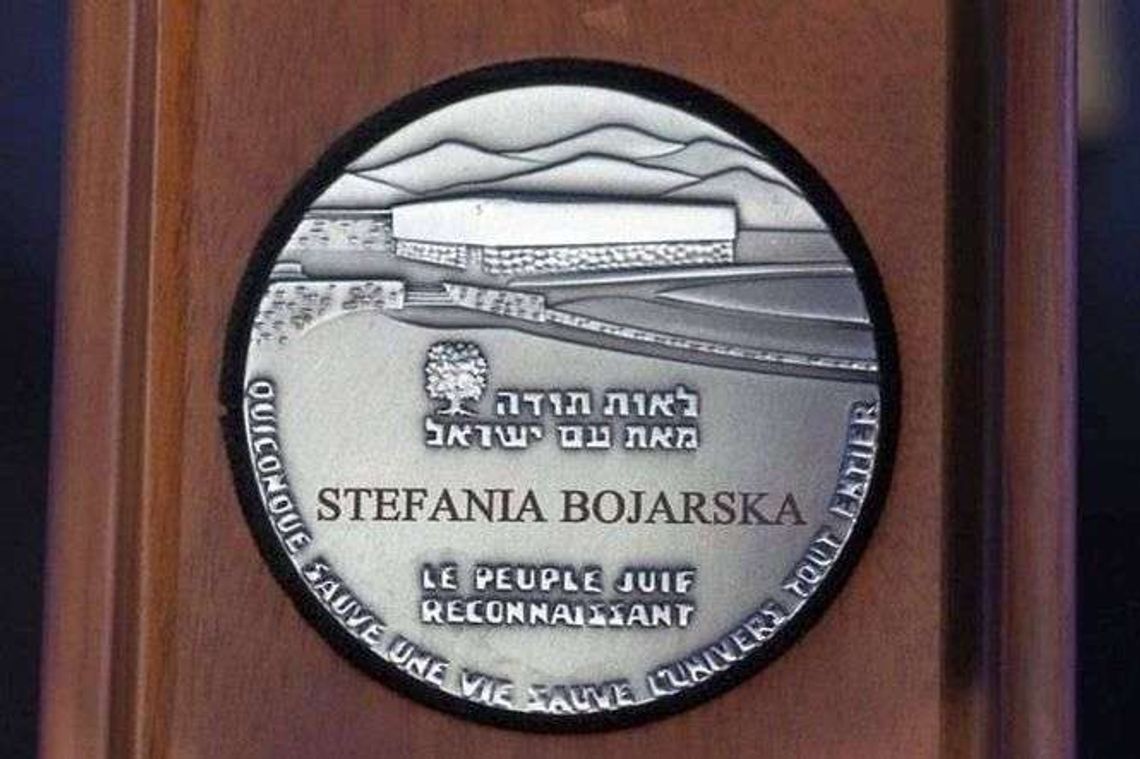 לאות תודה
מאת עם ישראל
STEFANIA BOJARSKA
LE PEUPLE JUIF
RECONNAISSANT
QUICONQUE SAUVE UNE VIE SAUVE L'UNIVERS TOUT ENTIER